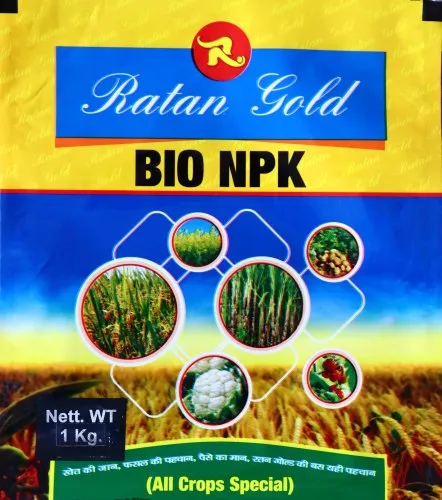 R
Ratan Gold
BIO NPK
Nett. WT
1 Kg.
खेत की जान, फसल की पहचान, पैसे का मान, रतन गोल्ड की बस यही पहचान
(All Crops Special)